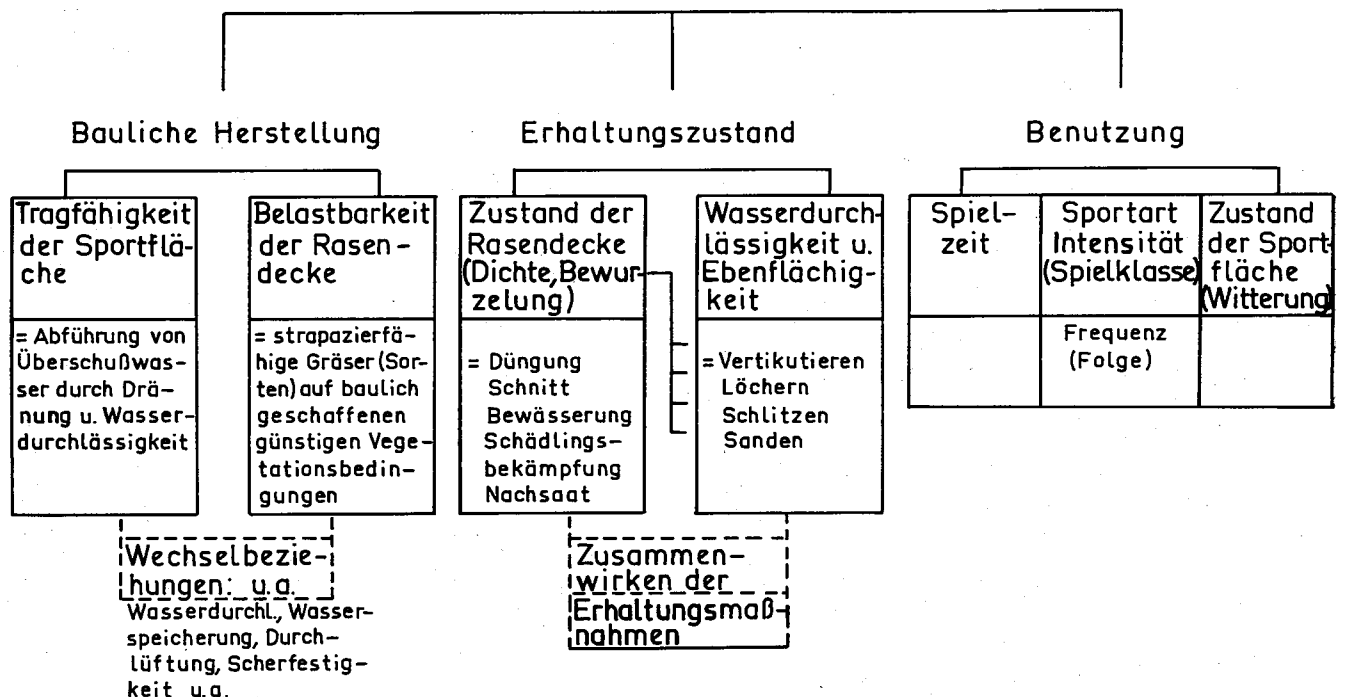 Bauliche Herstellung
Tragfähigkeit
der Sportflä-
che
= Abführung von
Überschußwas-
ser durch Drä-
nung u. Wasser-
durchlässigkeit
Belastbarkeit
der Rasen-
decke
= strapazierfä-
hige Gräser (Sor-
ten) auf baulich
geschaffenen
günstigen Vege-
tationsbedin-
gungen
Wechselbezie-
hungen: u.a.
Wasserdurchl., Wasser-
speicherung, Durch-
lüftung, Scherfestig-
keit u.a.
Erhaltungszustand
Zustand der
Rasendecke
(Dichte, Bewur-
zelung)
= Düngung
Schnitt
Bewässerung
Schädlings-
bekämpfung
Nachsaat
Wasserdurch-
lässigkeit u.
Ebenflächig-
keit
= Vertikutieren
Löchern
Schlitzen
Sanden
Zusammen-
wirken der
Erhaltungsmaß-
nahmen
Benutzung
Spiel-
zeit
Sportart
Intensität
(Spielklasse)
Frequenz
(Folge)
Zustand
der Sport-
fläche
(Witterung)